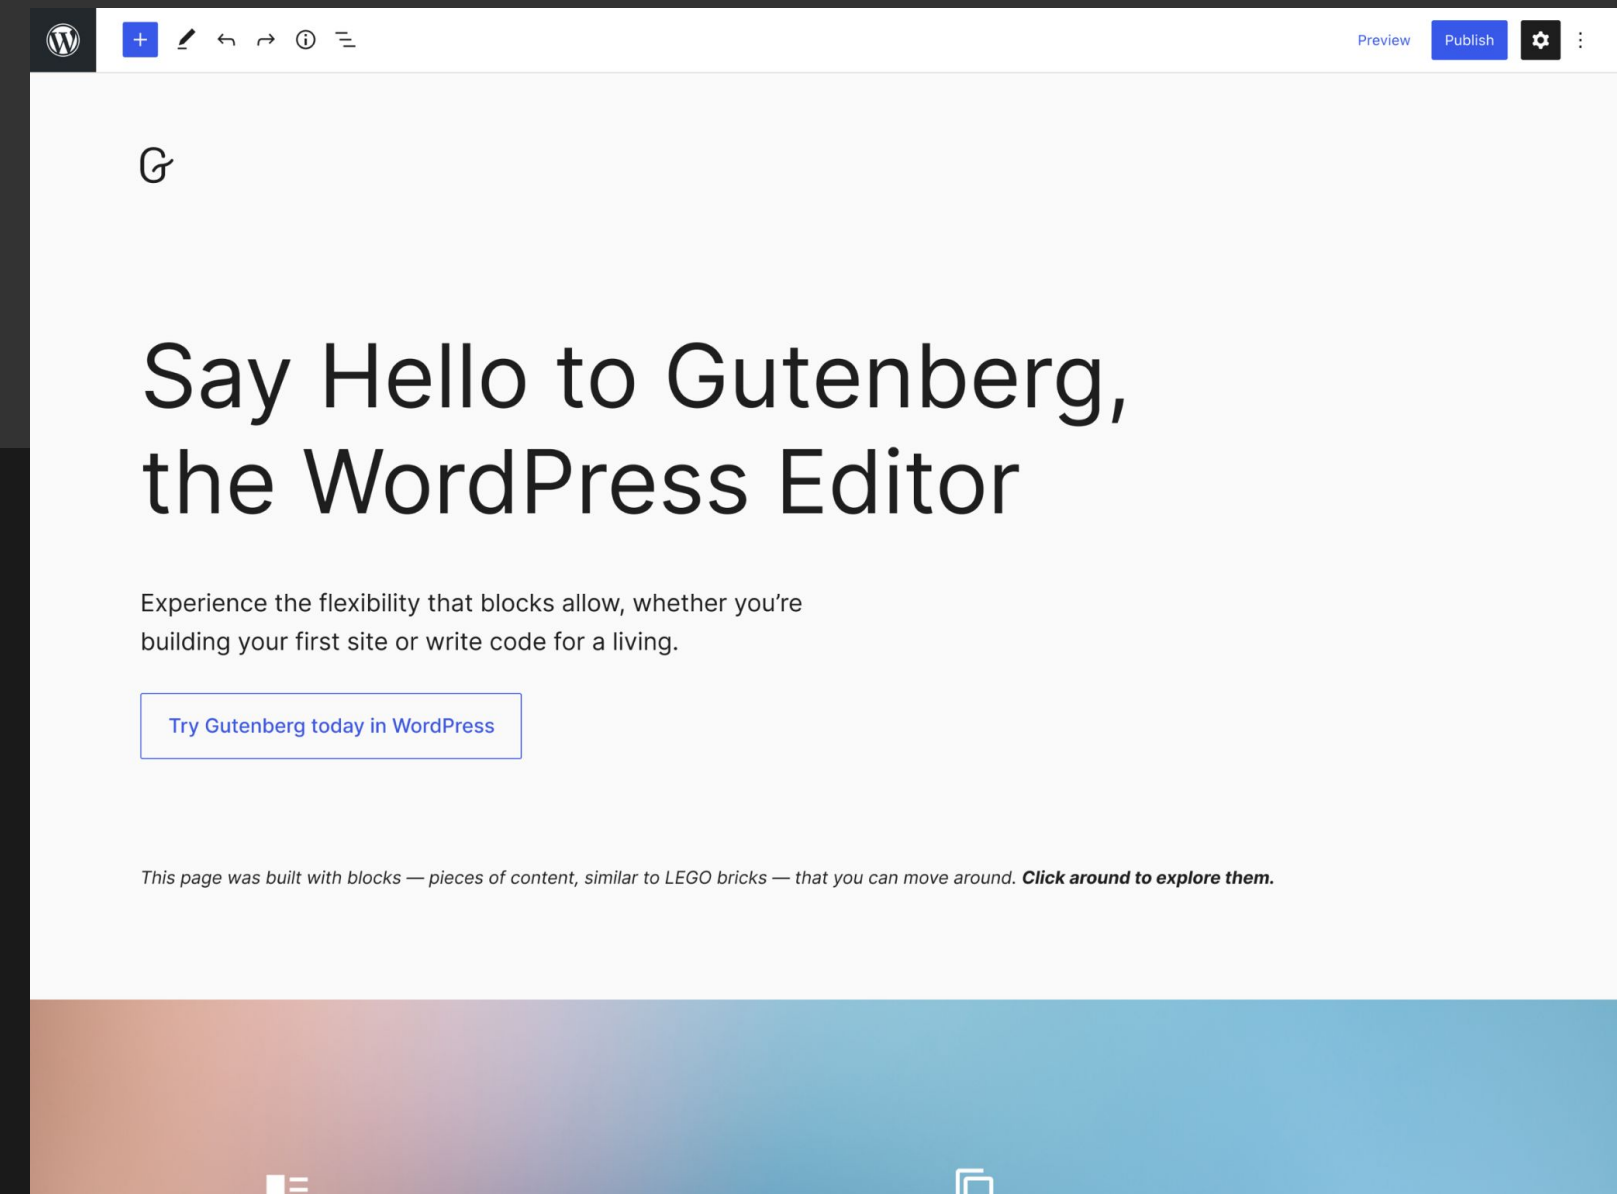 Preview
Publish
Say Hello to Gutenberg,
the WordPress Editor
Experience the flexibility that blocks allow, whether you’re
building your first site or write code for a living.
Try Gutenberg today in WordPress
This page was built with blocks — pieces of content, similar to LEGO bricks — that you can move around. Click around to explore them.